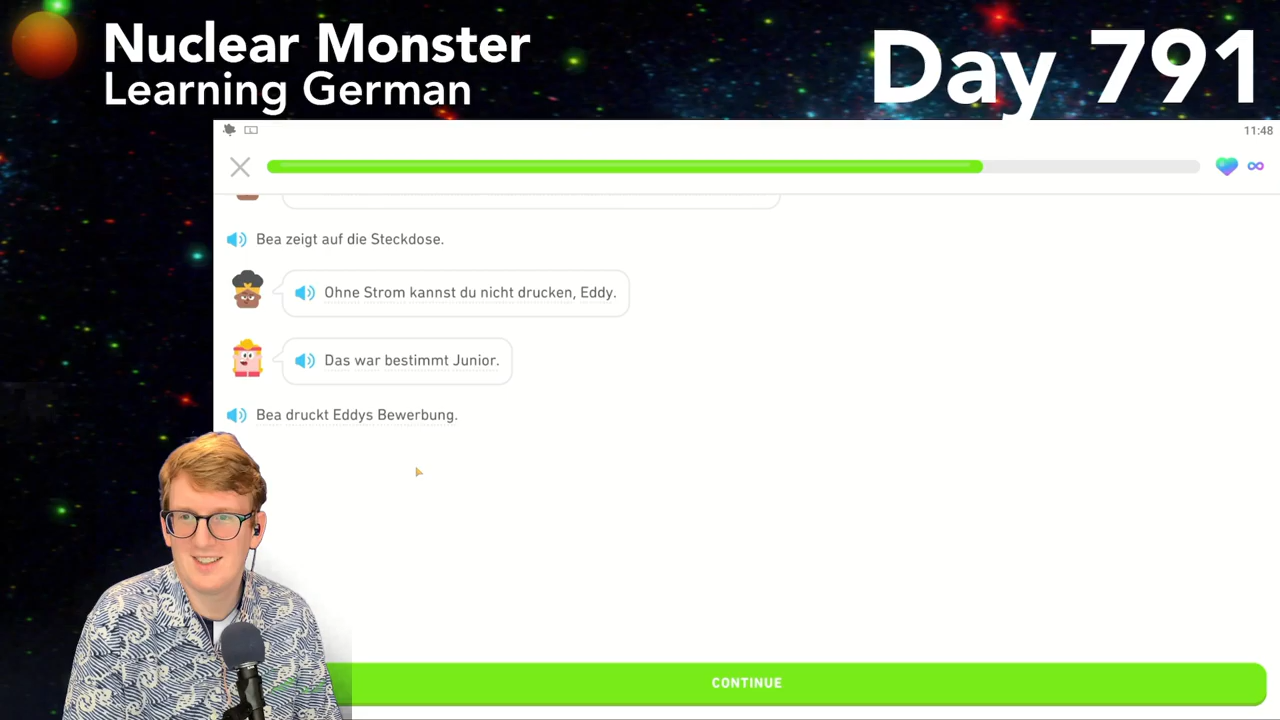 Nuclear Monster
Learning German
Day 791
11:48
Bea zeigt auf die Steckdose.
Ohne Strom kannst du nicht drucken, Eddy.
Das war bestimmt Junior.
Bea druckt Eddys Bewerbung.
CONTINUE